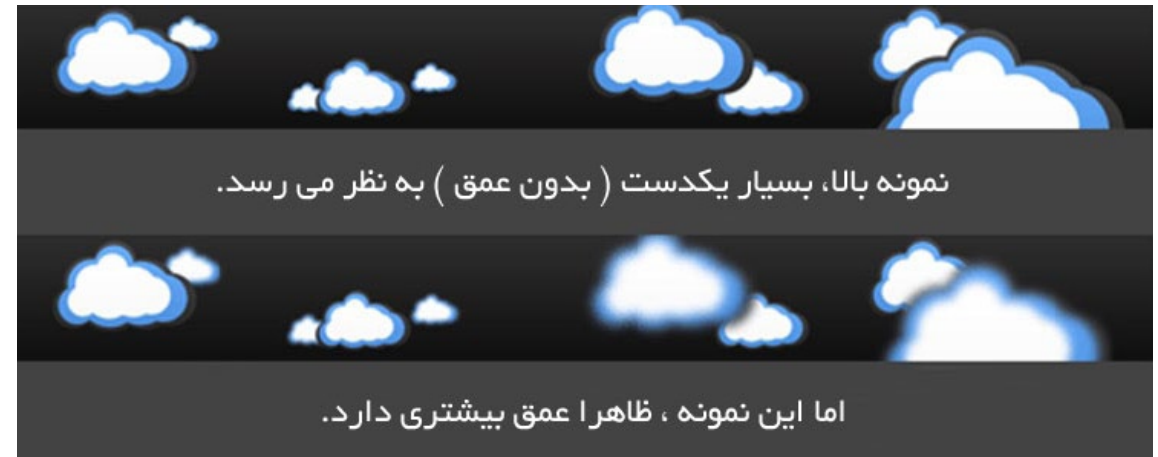 نمونه بالا، بسیار یکدست ( بدون عمق ) به نظر می رسد.
اما این نمونه ، ظاهرا عمق بیشتری دارد.